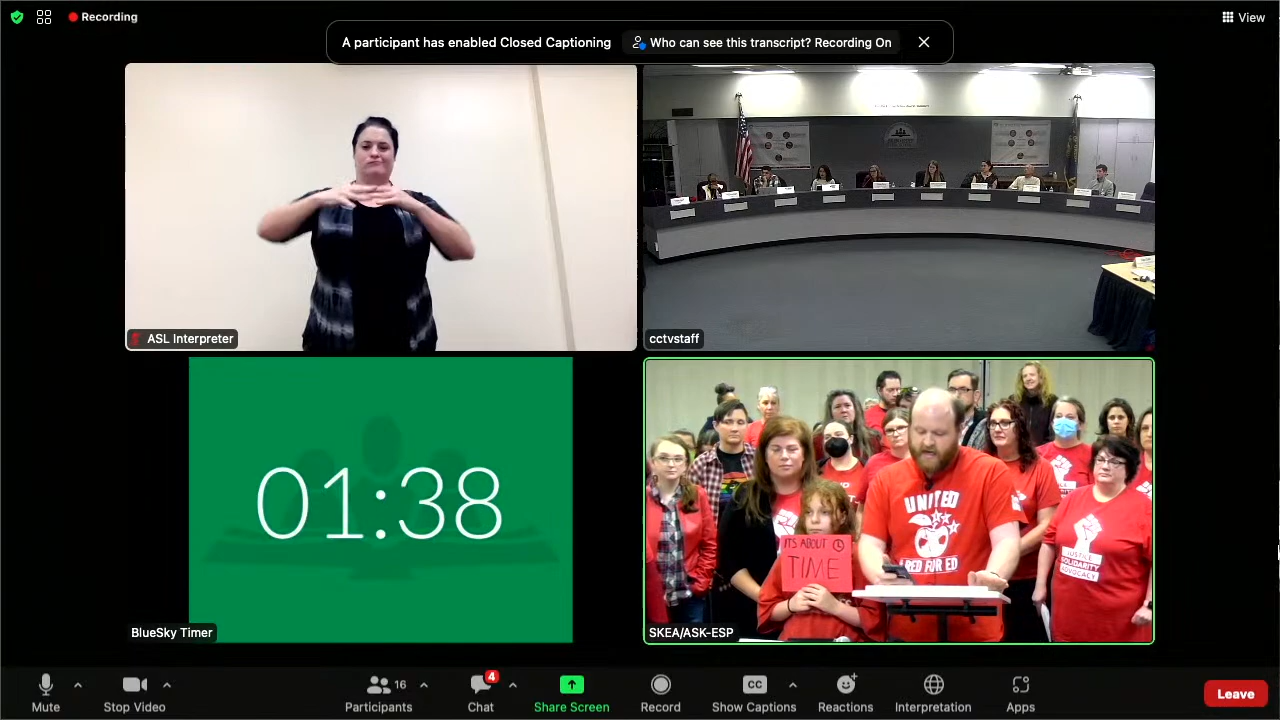 Recording
A participant has enabled Closed Captioning
Who can see this transcript? Recording On
View
ASL Interpreter
cctvstaff
01:38
BlueSky Timer
UNITED
RED FOR ED
ITS ABOUT
TIME
JUSTICE
SOLIDARITY
ADVOCACY
SKEA/ASK-ESP
Mute
Stop Video
16
Participants
4
Chat
Share Screen
Record
CC
Show Captions
Reactions
Interpretation
Apps
Leave